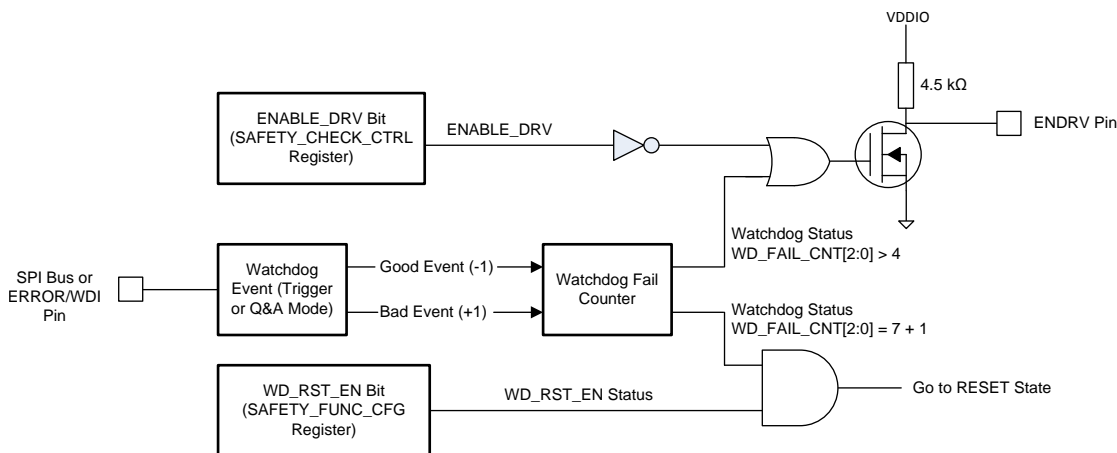 VDDIO
4.5 kΩ
ENDRV Pin
ENABLE_DRV Bit
(SAFETY_CHECK_CTRL
Register)
ENABLE_DRV
Watchdog Status
WD_FAIL_CNT[2:0] > 4
SPI Bus or
ERROR/WDI
Pin
Watchdog
Event (Trigger
or Q&A Mode)
Good Event (-1)
Bad Event (+1)
Watchdog Fail
Counter
Watchdog Status
WD_FAIL_CNT[2:0] = 7 + 1
WD_RST_EN Bit
(SAFETY_FUNC_CFG
Register)
WD_RST_EN Status
Go to RESET State